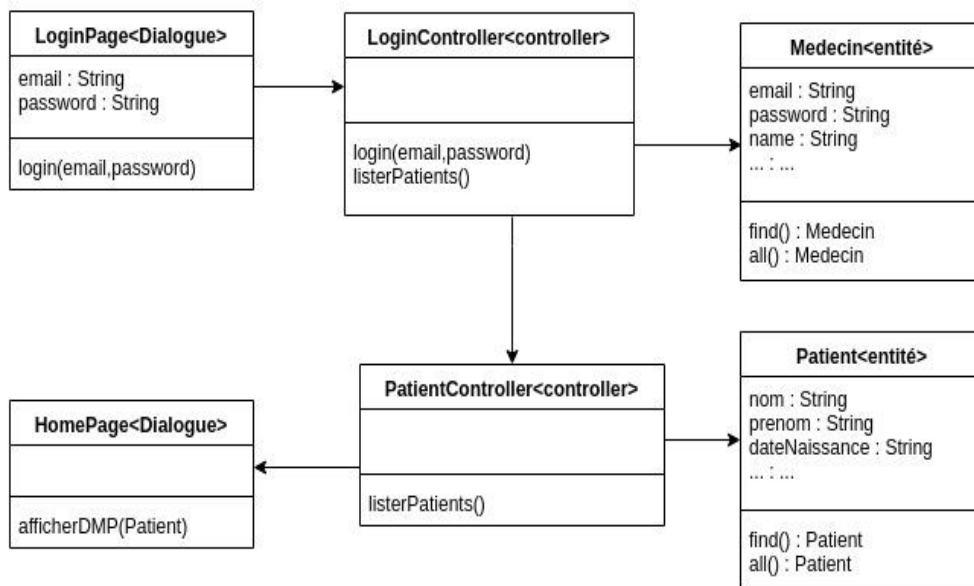 LoginPage<Dialogue>
email : String
password : String
login(email,password)
LoginController<controller>
login(email,password)
listerPatients()
Medecin<entité>
email : String
password : String
name : String
... : ...
find() : Medecin
all() : Medecin
HomePage<Dialogue>
afficherDMP(Patient)
PatientController<controller>
listerPatients()
Patient<entité>
nom : String
prenom : String
dateNaissance : String
... : ...
find() : Patient
all() : Patient